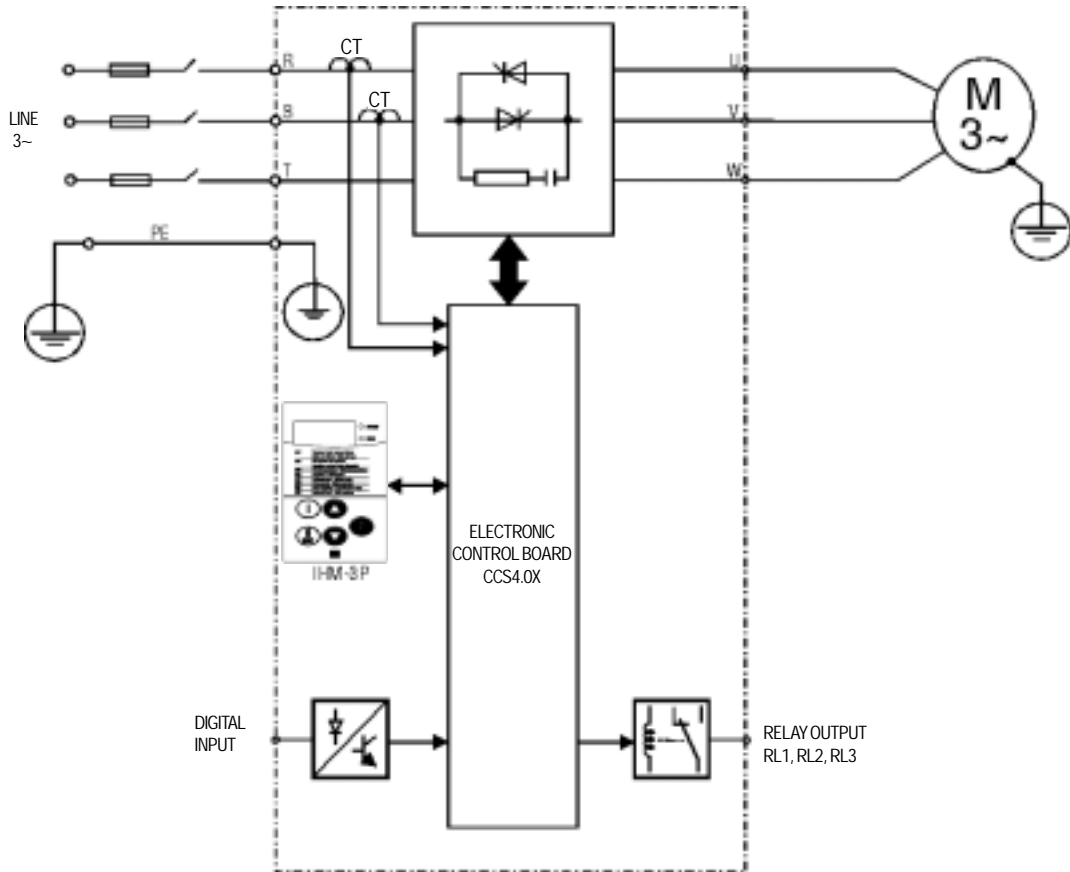 CT
R
U
CT
LINE
3~
S
V
M
3~
T
W
PE
ELECTRONIC
CONTROL BOARD
CCS4.0X
IHM-3P
DIGITAL
INPUT
RELAY OUTPUT
RL1, RL2, RL3